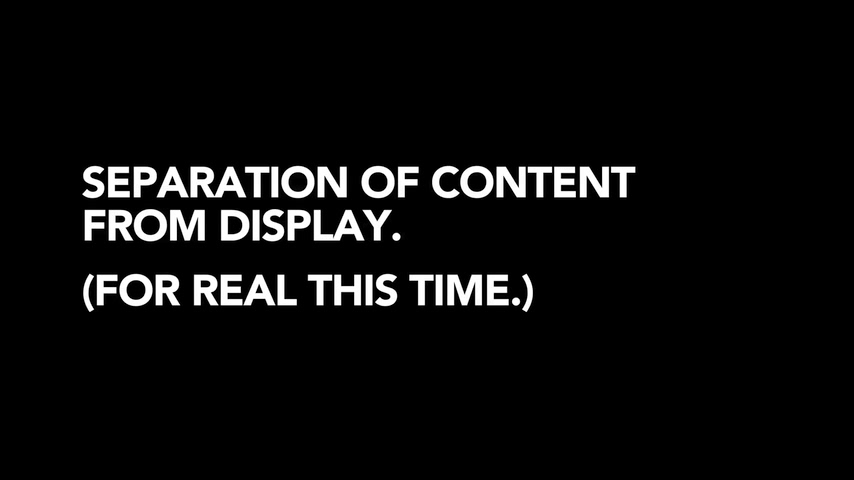 SEPARATION OF CONTENT
FROM DISPLAY.
(FOR REAL THIS TIME.)